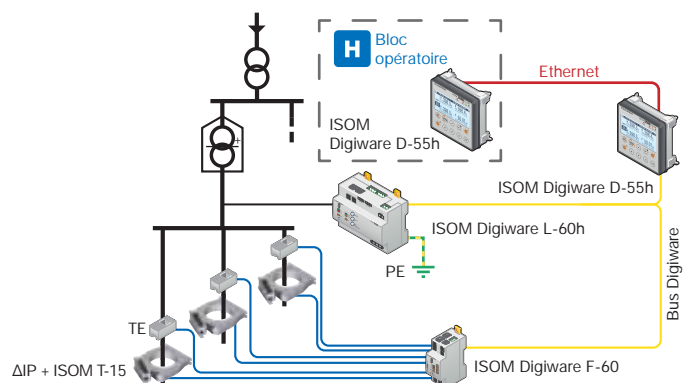 H
Bloc
opératoire
Ethernet
ISOM
Digiware D-55h
ISOM Digiware D-55h
ISOM Digiware L-60h
PE
Bus Digiware
TE
ISOM Digiware F-60
ΔIP + ISOM T-15